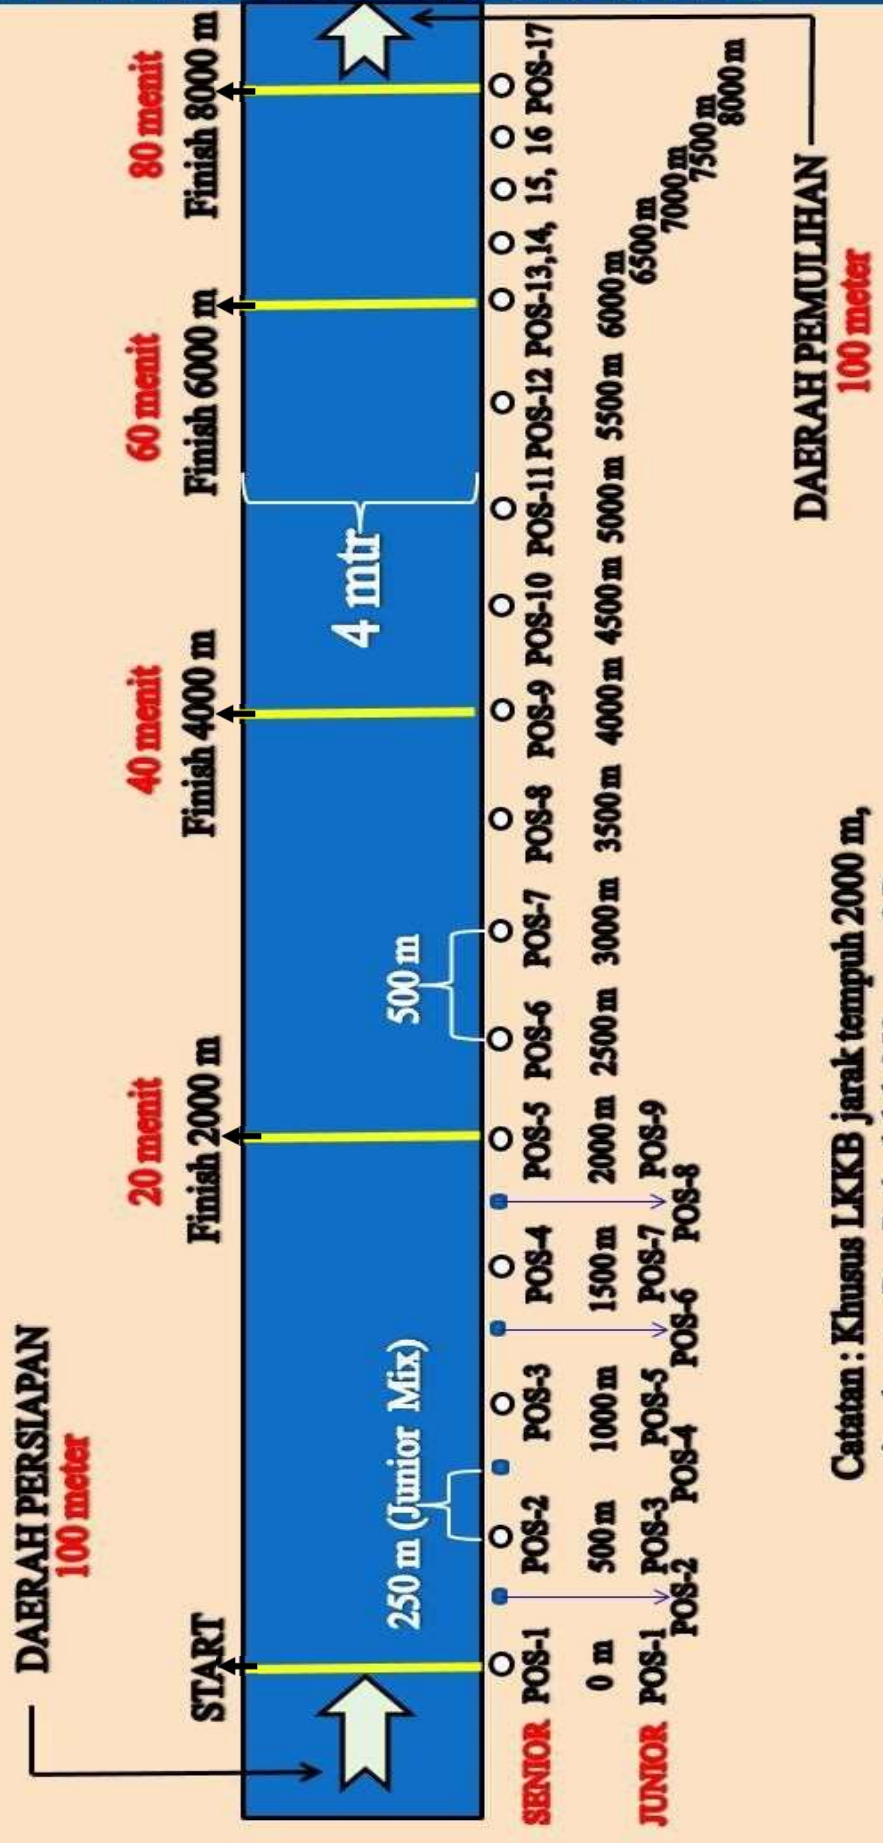 DAERAH PERSIAPAN
100 meter
20 menit
40 menit
60 menit
80 menit
START
Finish 2000 m
Finish 4000 m
Finish 6000 m
Finish 8000 m
4 mtr
250 m (Junior Mix)
500 m
SENIOR POS-1 POS-2 POS-3 POS-4 POS-5 POS-6 POS-7 POS-8 POS-9 POS-10 POS-11 POS-12 POS-13,14, 15, 16 POS-17
0 m 500 m 1000 m 1500 m 2000 m 2500 m 3000 m 3500 m 4000 m 4500 m 5000 m 5500 m 6000 m
6500 m
7000 m
7500 m
8000 m
JUNIOR POS-1 POS-3 POS-5 POS-7 POS-9
POS-2 POS-4 POS-6 POS-8
DAERAH PEMULIHAN
100 meter
Catatan : Khusus LKKB jarak tempuh 2000 m,